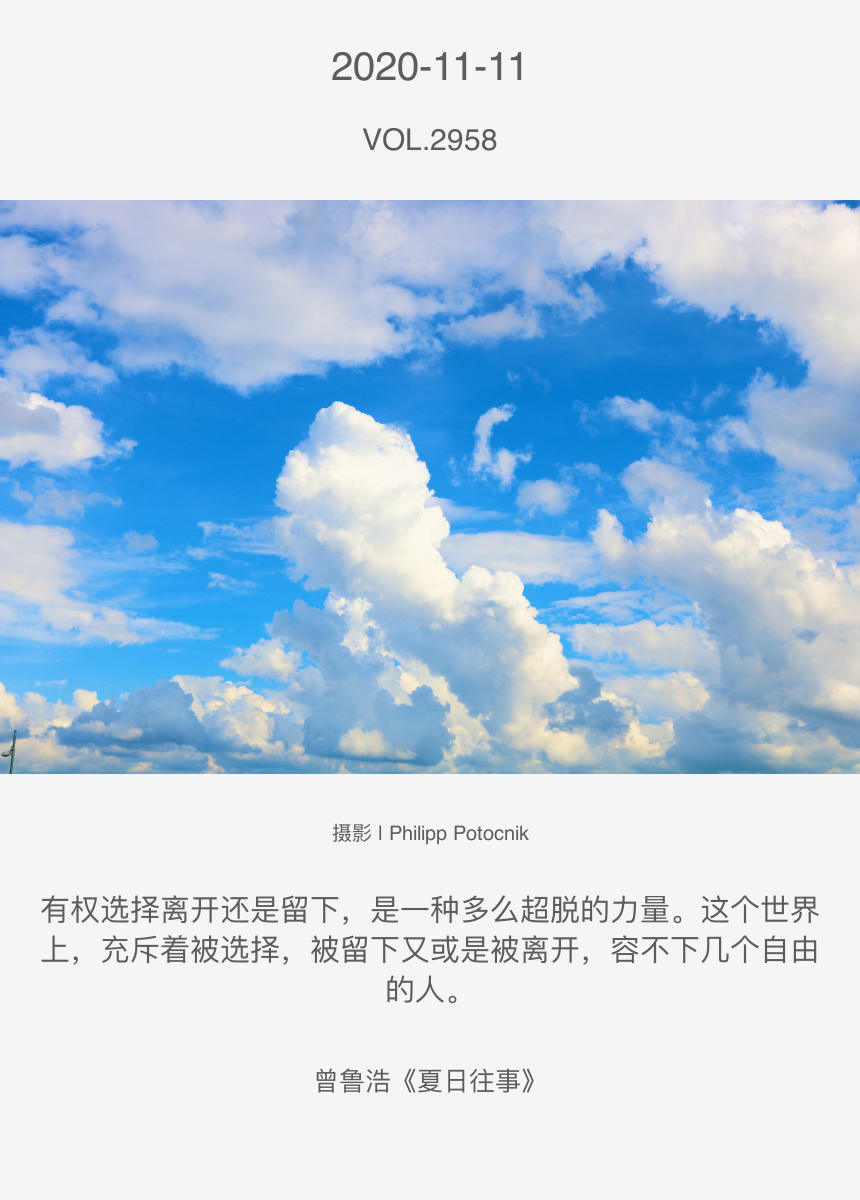 2020-11-11
VOL.2958
摄影 l Philipp Potocnik
有权选择离开还是留下，是一种多么超脱的力量。这个世界
上，充斥着被选择，被留下又或是被离开，容不下几个自由
的人。
曾鲁浩《夏日往事》